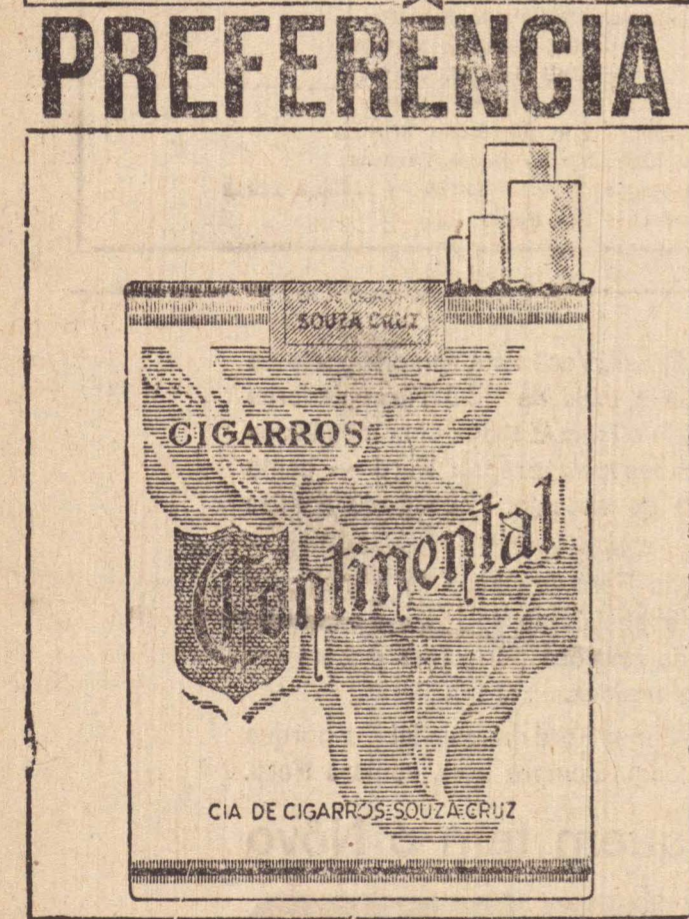 PREFERÊNCIA
SOUZA CRUZ
CIGARROS
Continental
CIA DE CIGARROS SOUZA CRUZ